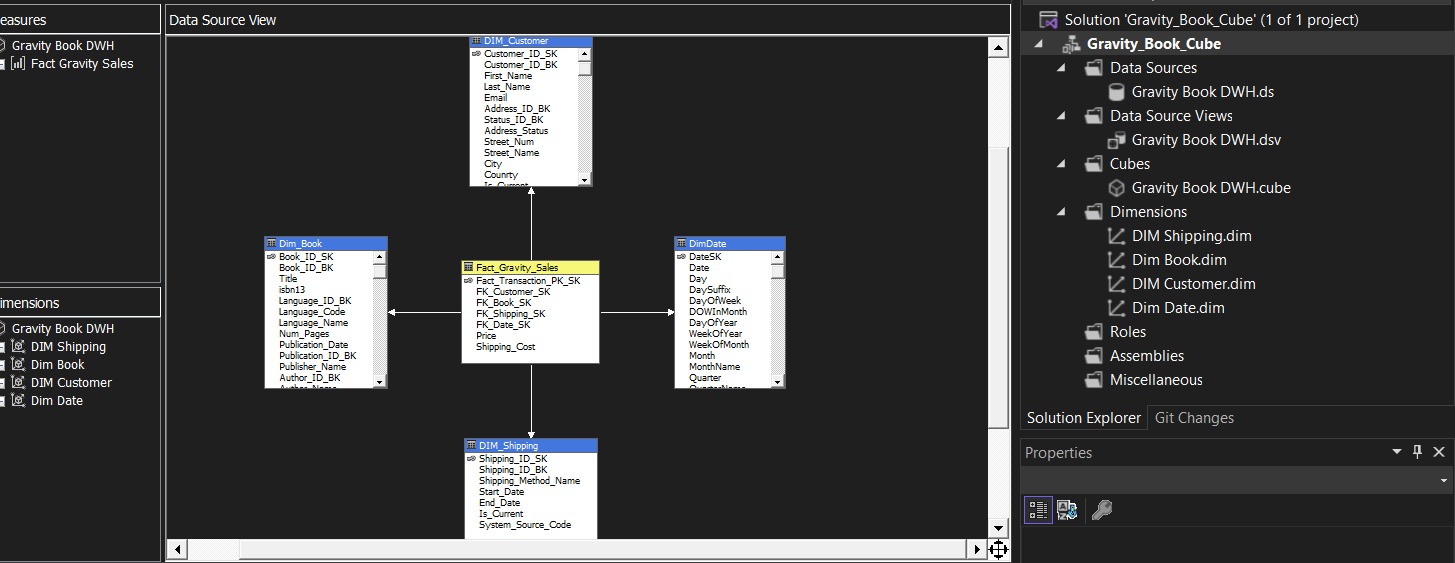 easures
Gravity Book DWH
Fact Gravity Sales
imensions
Gravity Book DWH
DIM Shipping
Dim Book
DIM Customer
Dim Date
Data Source View
DIM_Customer
Customer_ID_SK
Customer_ID_BK
First_Name
Last_Name
Email
Address_ID_BK
Status_ID_BK
Address_Status
Street_Num
Street_Name
City
Counrty
Is_Current
Dim_Book
Book_ID_SK
Book_ID_BK
Title
isbn13
Language_ID_BK
Language_Code
Language_Name
Num_Pages
Publication_Date
Publication_ID_BK
Publisher_Name
Author_ID_BK
Author_Name
Fact_Gravity_Sales
Fact_Transaction_PK_SK
FK_Customer_SK
FK_Book_SK
FK_Shipping_SK
FK_Date_SK
Price
Shipping_Cost
DimDate
DateSK
Date
Day
DaySuffix
DayOfWeek
DOWInMonth
DayOfYear
WeekOfYear
WeekOfMonth
Month
MonthName
Quarter
QuarterName
DIM_Shipping
Shipping_ID_SK
Shipping_ID_BK
Shipping_Method_Name
Start_Date
End_Date
Is_Current
System_Source_Code
Solution 'Gravity_Book_Cube' (1 of 1 project)
Gravity_Book_Cube
Data Sources
Gravity Book DWH.ds
Data Source Views
Gravity Book DWH.dsv
Cubes
Gravity Book DWH.cube
Dimensions
DIM Shipping.dim
Dim Book.dim
DIM Customer.dim
Dim Date.dim
Roles
Assemblies
Miscellaneous
Solution Explorer Git Changes
Properties